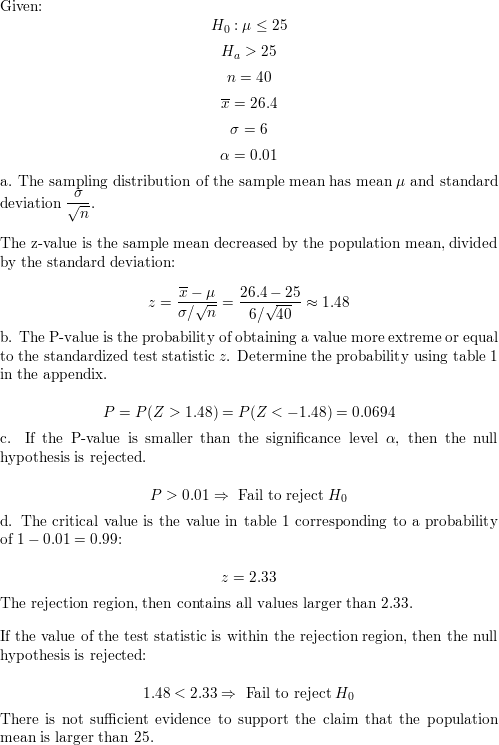 Given:
H₀ : μ ≤ 25
Hₐ > 25
n = 40
x̅ = 26.4
σ = 6
α = 0.01
a. The sampling distribution of the sample mean has mean μ and standard
deviation σ/√n.
The z-value is the sample mean decreased by the population mean, divided
by the standard deviation:
z = (x̅ − μ)/(σ/√n) = (26.4 − 25)/(6/√40) ≈ 1.48
b. The P-value is the probability of obtaining a value more extreme or equal
to the standardized test statistic z. Determine the probability using table 1
in the appendix.
P = P(Z > 1.48) = P(Z < −1.48) = 0.0694
c. If the P-value is smaller than the significance level α, then the null
hypothesis is rejected.
P > 0.01 ⇒ Fail to reject H₀
d. The critical value is the value in table 1 corresponding to a probability
of 1 − 0.01 = 0.99:
z = 2.33
The rejection region, then contains all values larger than 2.33.
If the value of the test statistic is within the rejection region, then the null
hypothesis is rejected:
1.48 < 2.33 ⇒ Fail to reject H₀
There is not sufficient evidence to support the claim that the population
mean is larger than 25.